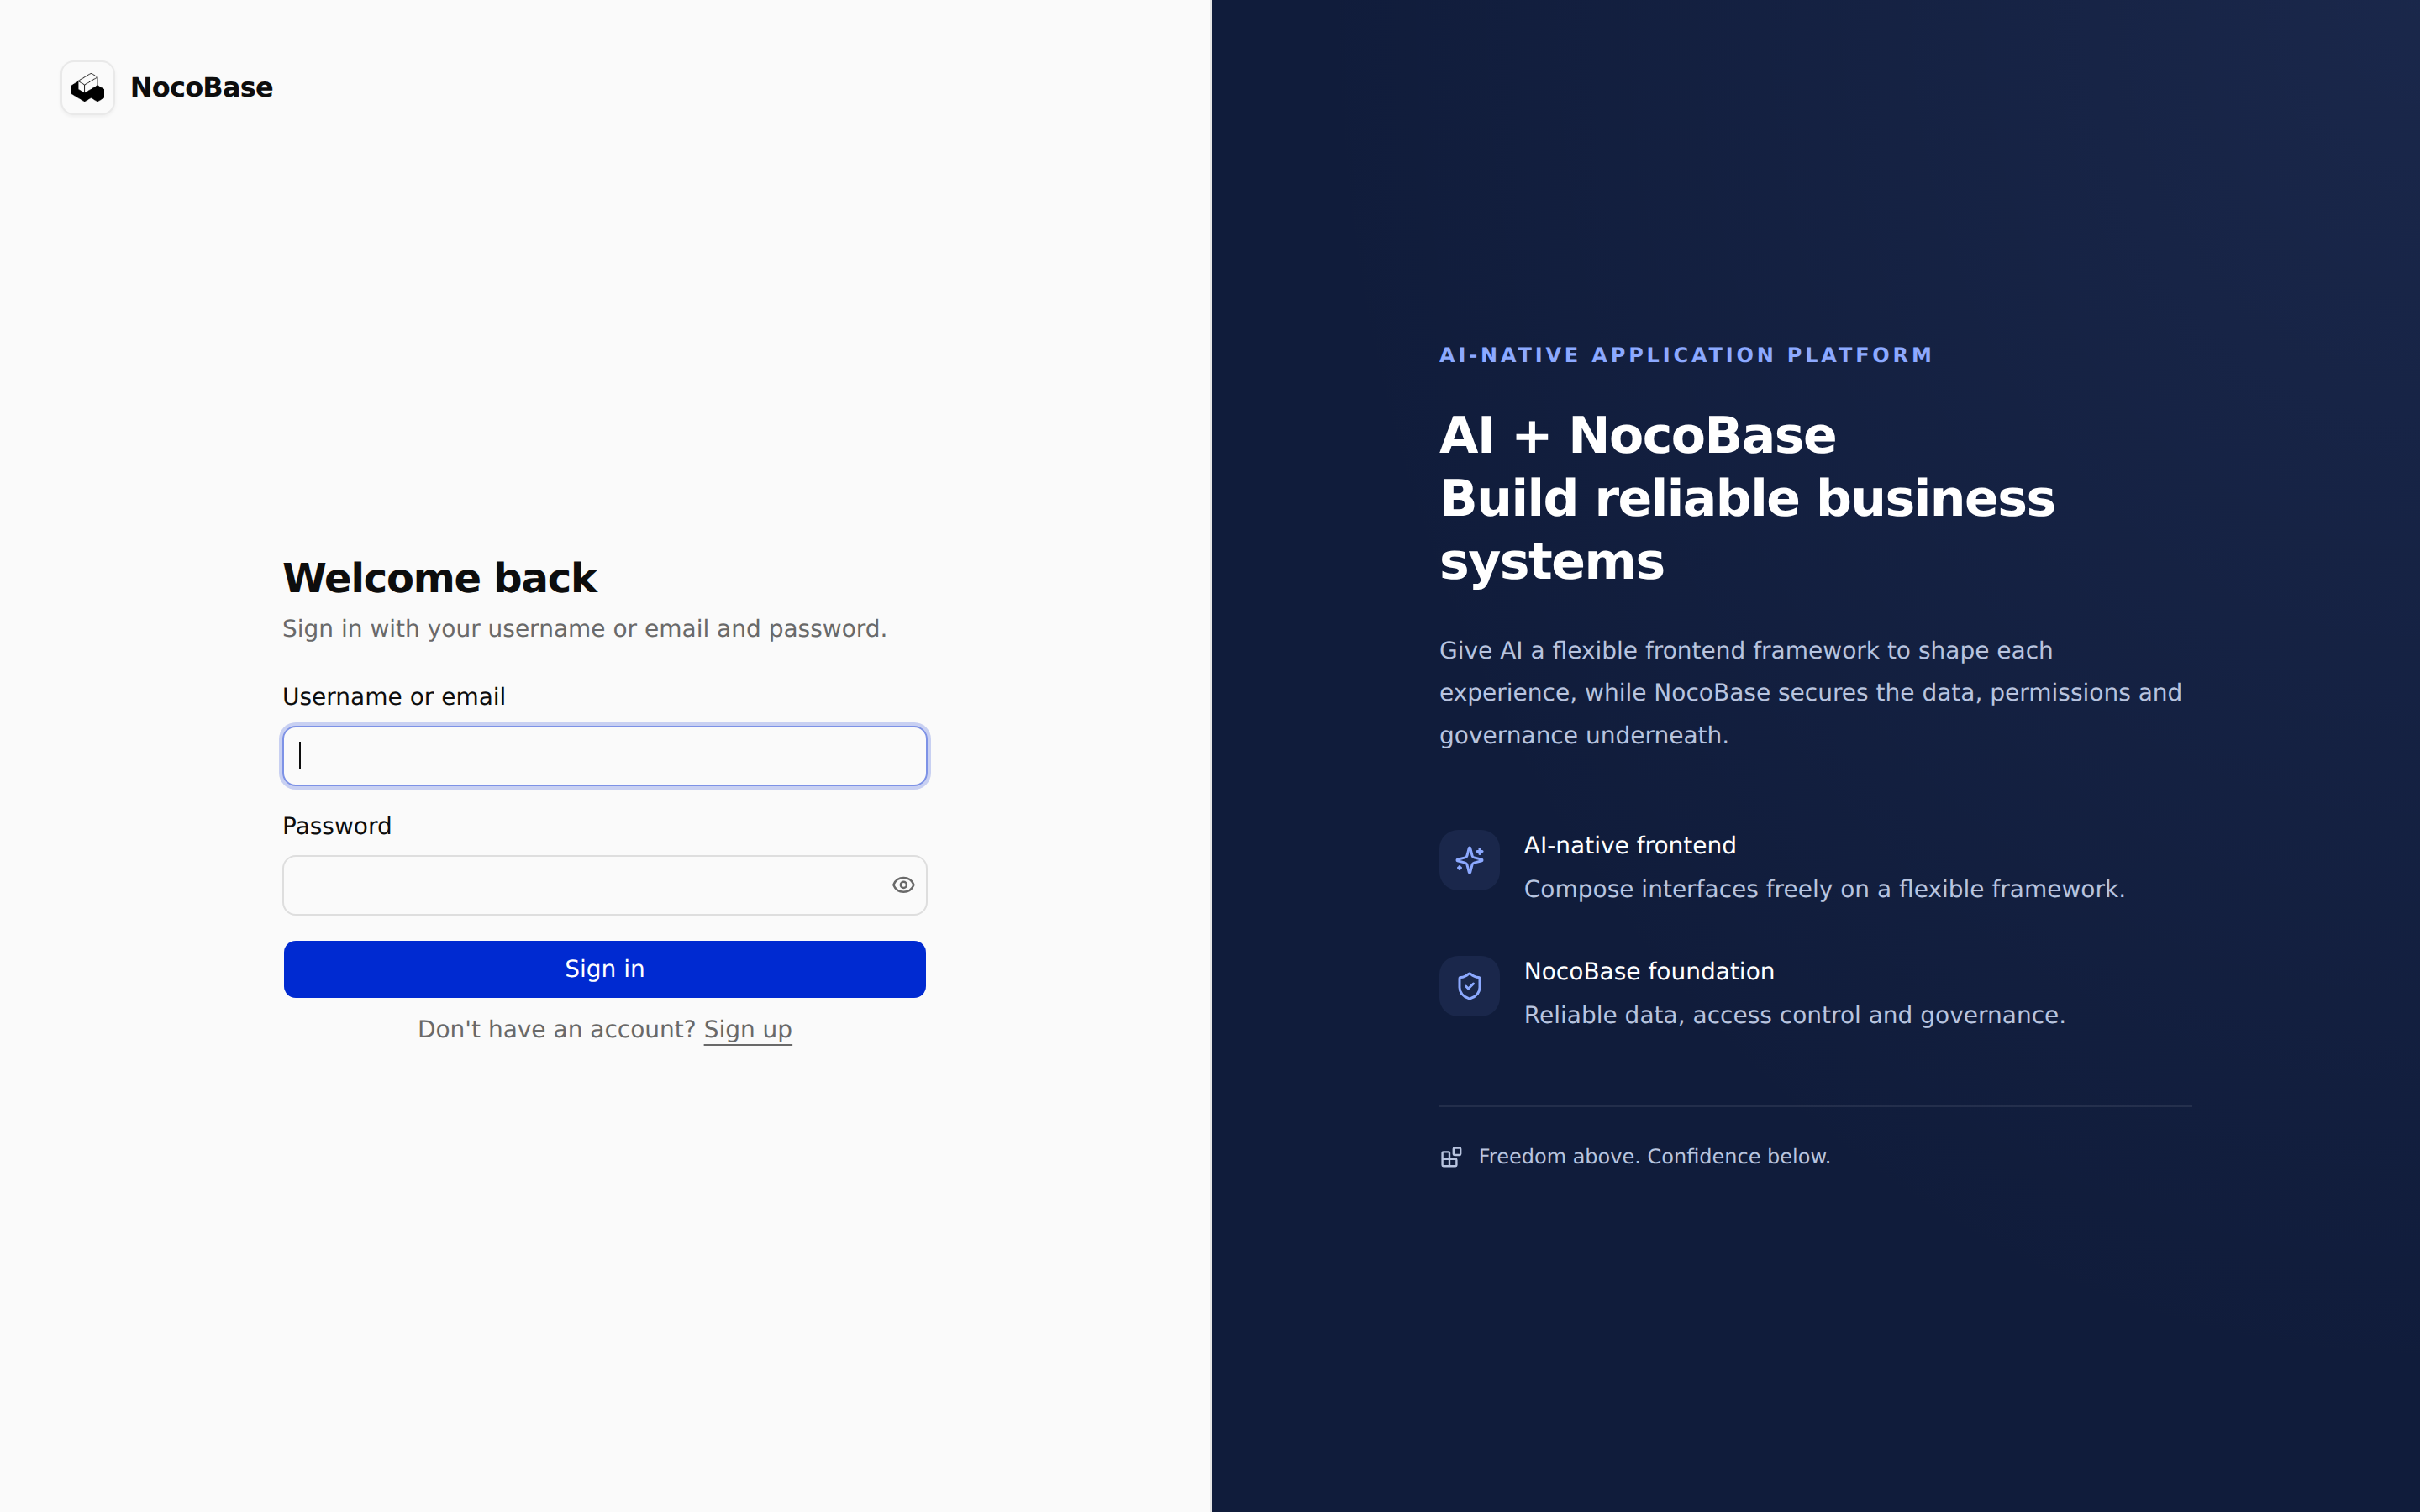 NocoBase
Welcome back
Sign in with your username or email and password.
Username or email
Password
Sign in
Don't have an account? Sign up
AI-NATIVE APPLICATION PLATFORM
AI + NocoBase
Build reliable business
systems
Give AI a flexible frontend framework to shape each
experience, while NocoBase secures the data, permissions and
governance underneath.
AI-native frontend
Compose interfaces freely on a flexible framework.
NocoBase foundation
Reliable data, access control and governance.
Freedom above. Confidence below.